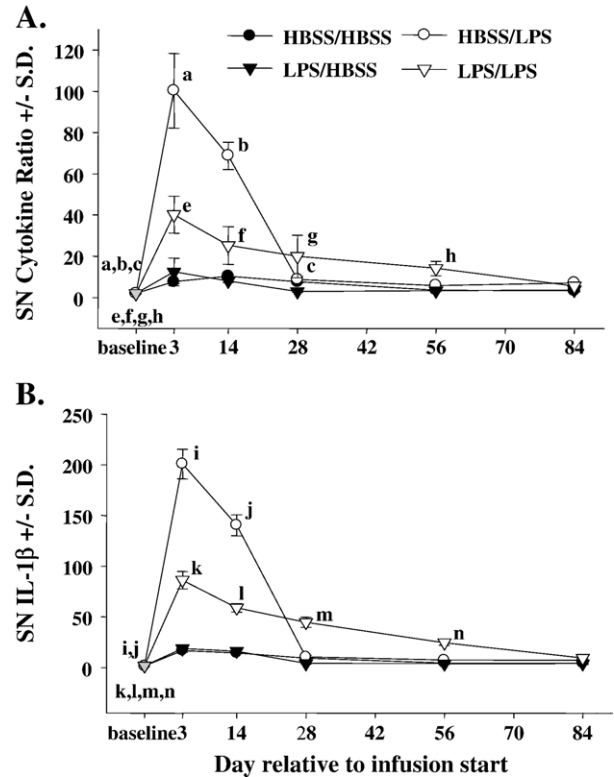 A.
HBSS/HBSS HBSS/LPS
LPS/HBSS LPS/LPS
SN Cytokine Ratio +/- S.D.
120
100
80
60
40
20
0
a
b
e
f
g
c
h
a,b,c
e,f,g,h
baseline 3 14 28 42 56 70 84
B.
SN IL-1β +/- S.D.
250
200
150
100
50
0
i
j
k
l
m
n
i,j
k,l,m,n
baseline3 14 28 42 56 70 84
Day relative to infusion start